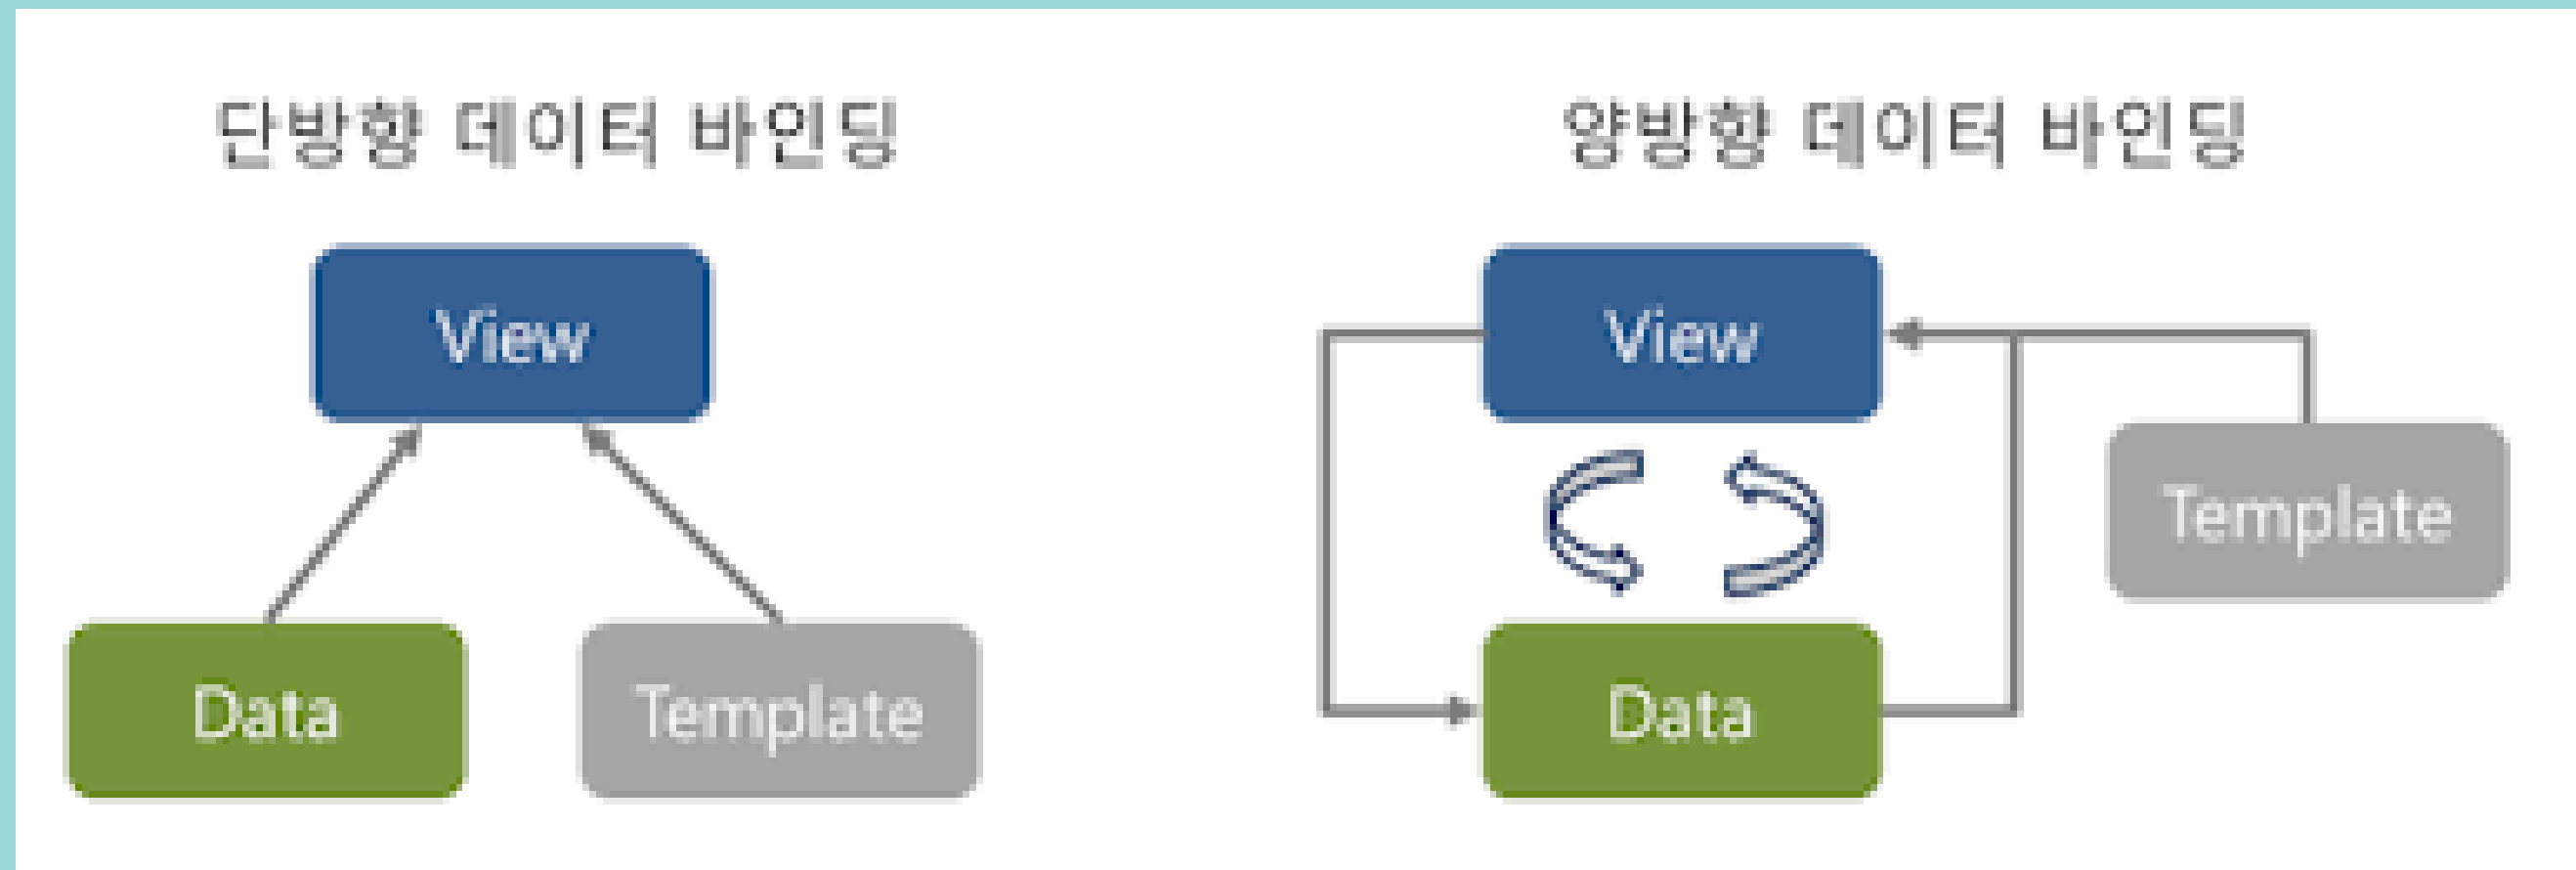 단방향 데이터 바인딩
View
Data
Template
양방향 데이터 바인딩
View
Template
Data